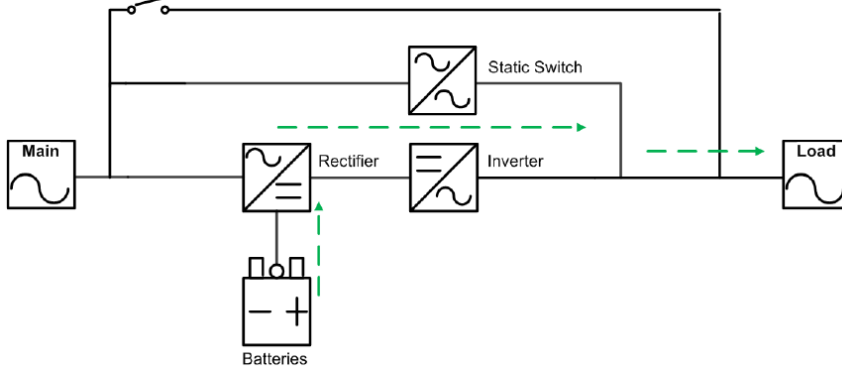 Static Switch
Main
Rectifier
Inverter
Load
Batteries